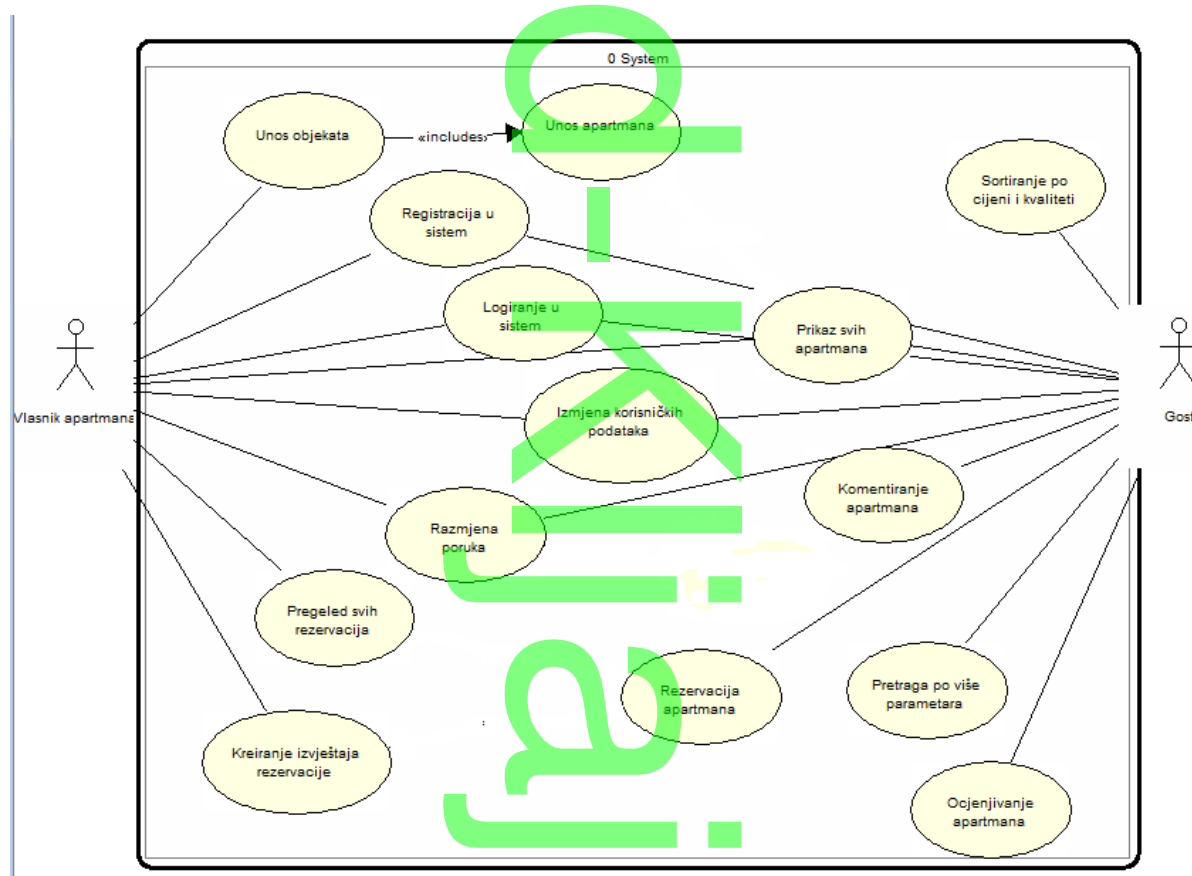 0 System
Unos objekata
«includes»
Unos apartmana
Sortiranje po
cijeni i kvaliteti
Registracija u
sistem
Logiranje u
sistem
Prikaz svih
apartmana
Vlasnik apartmana
Gost
Izmjena korisničkih
podataka
Komentiranje
apartmana
Razmjena
poruka
Pregeled svih
rezervacija
Rezervacija
apartmana
Pretraga po više
parametara
Kreiranje izvještaja
rezervacije
Ocjenjivanje
apartmana